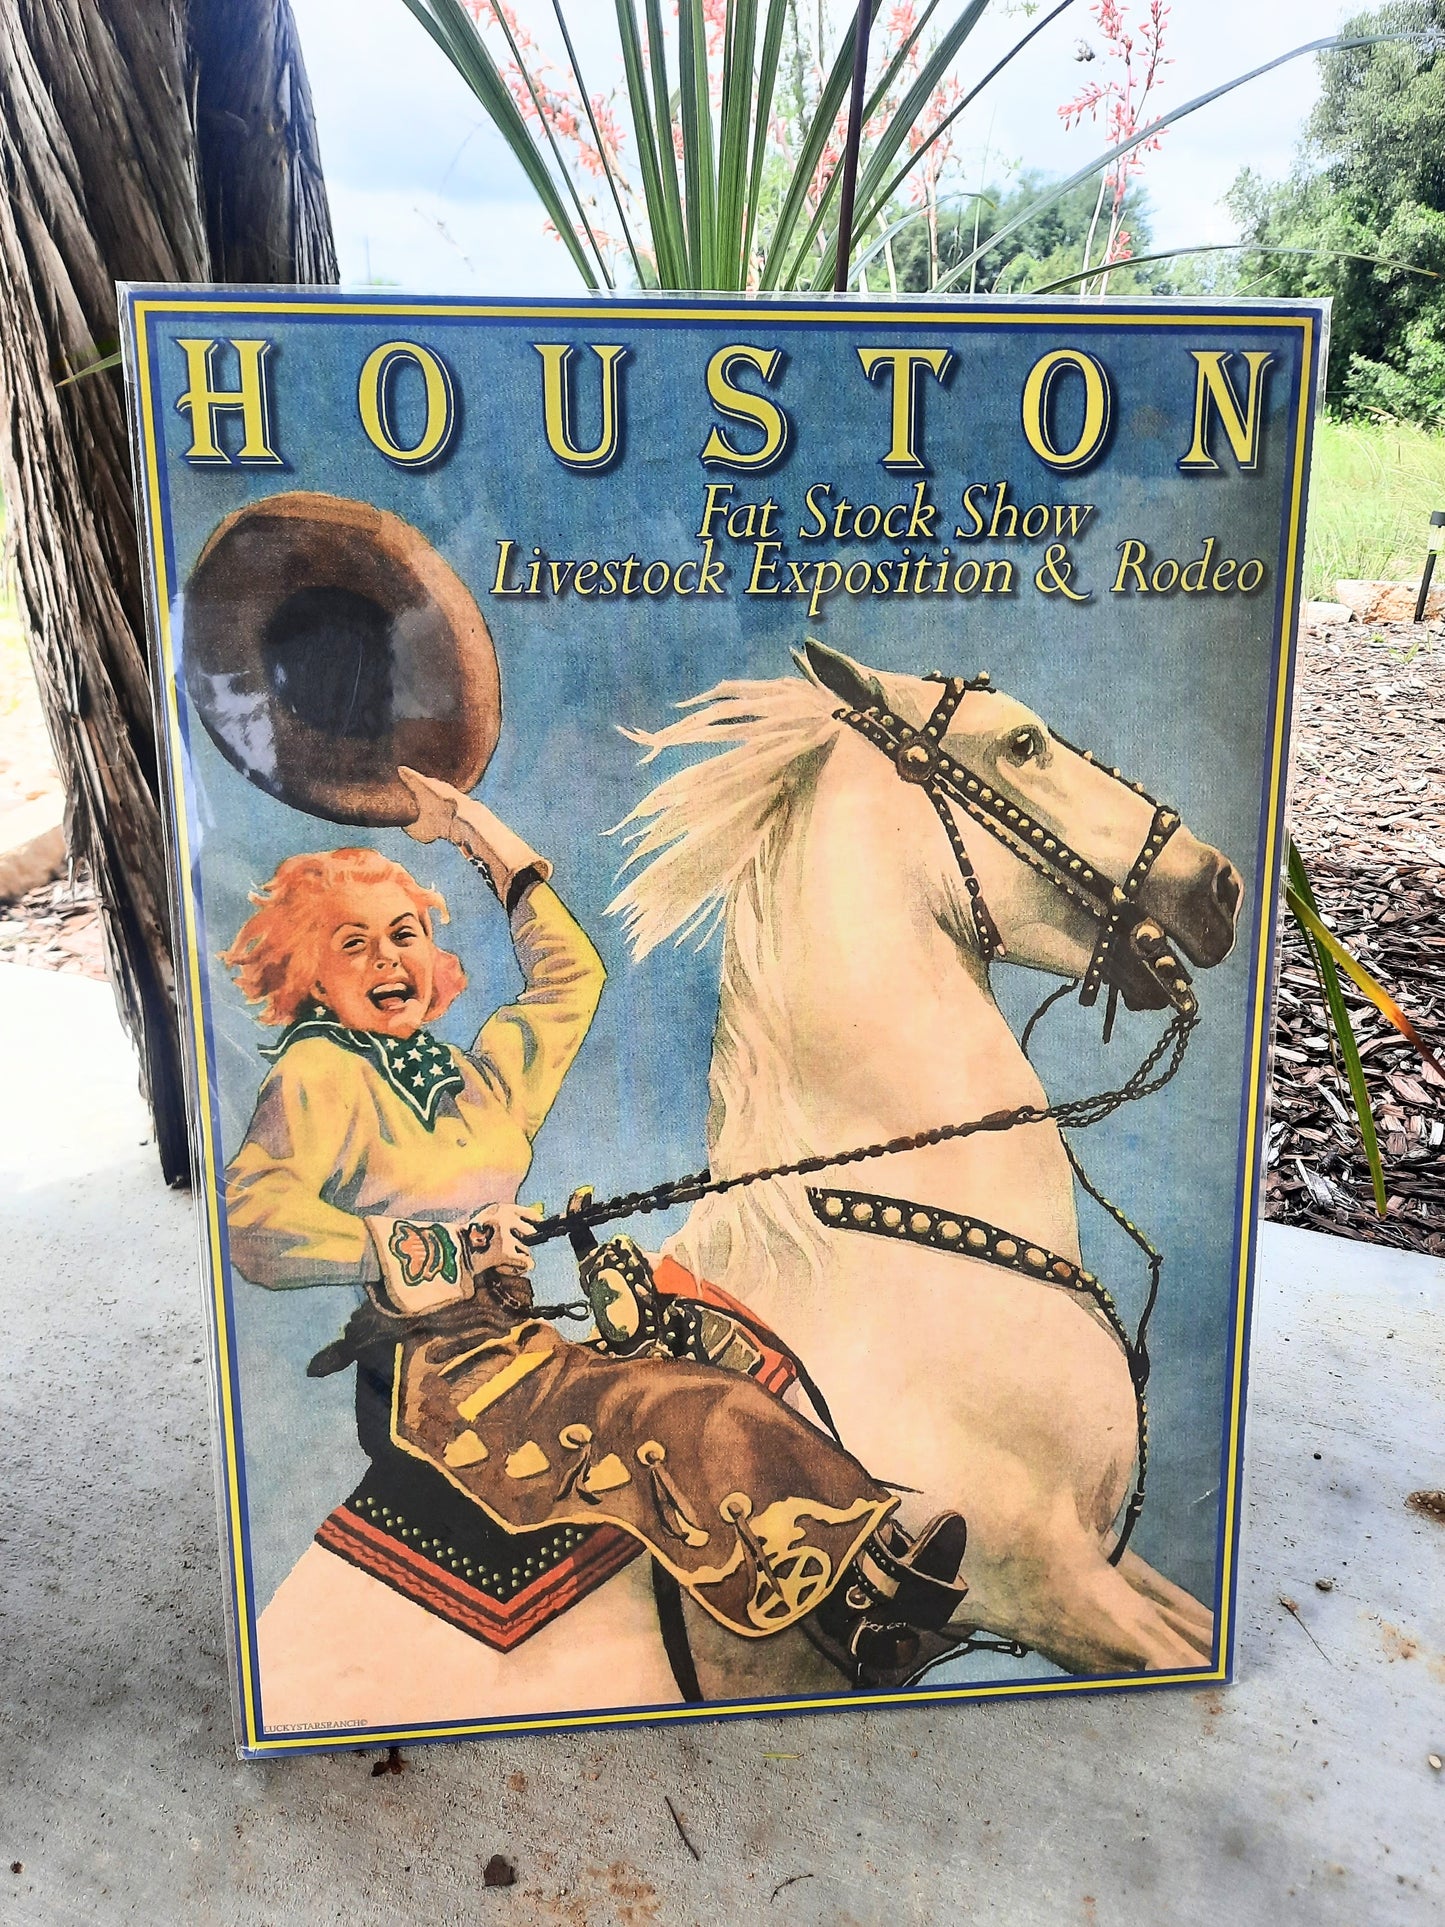 HOUSTON
Fat Stock Show
Livestock Exposition & Rodeo
LUCKYSTARSRANCH©